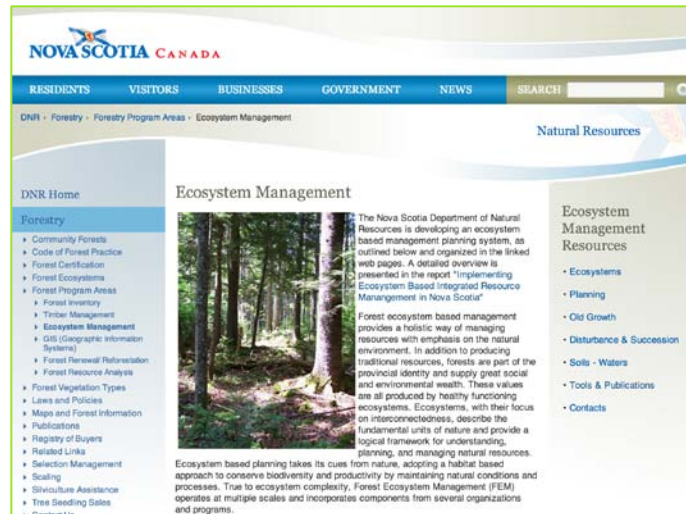 NOVA SCOTIA CANADA
RESIDENTS VISITORS BUSINESSES GOVERNMENT NEWS SEARCH
DNR › Forestry › Forestry Program Areas › Ecosystem Management
Natural Resources
DNR Home
Forestry
Community Forests
Code of Forest Practice
Forest Certification
Forest Ecosystems
Forest Program Areas
Forest Inventory
Timber Management
Ecosystem Management
GIS (Geographic Information
Systems)
Forest Renewal/ Reforestation
Forest Resource Analysis
Forest Vegetation Types
Laws and Policies
Maps and Forest Information
Publications
Registry of Buyers
Related Links
Selection Management
Scaling
Silviculture Assistance
Tree Seedling Sales
Ecosystem Management
The Nova Scotia Department of Natural
Resources is developing an ecosystem
based management planning system, as
outlined below and organized in the linked
web pages. A detailed overview is
presented in the report "Implementing
Ecosystem Based Integrated Resource
Management in Nova Scotia"
Forest ecosystem based management
provides a holistic way of managing
resources with emphasis on the natural
environment. In addition to producing
traditional resources, forests are part of the
provincial identity and supply great social
and environmental wealth. These values
are all produced by healthy functioning
ecosystems. Ecosystems, with their focus
on interconnectedness, describe the
fundamental units of nature and provide a
logical framework for understanding,
planning, and managing natural resources.
Ecosystem based planning takes its cues from nature, adopting a habitat based
approach to conserve biodiversity and productivity by maintaining natural conditions and
processes. True to ecosystem complexity, Forest Ecosystem Management (FEM)
operates at multiple scales and incorporates components from several organizations
and programs.
Ecosystem
Management
Resources
• Ecosystems
• Planning
• Old Growth
• Disturbance & Succession
• Soils - Waters
• Tools & Publications
• Contacts